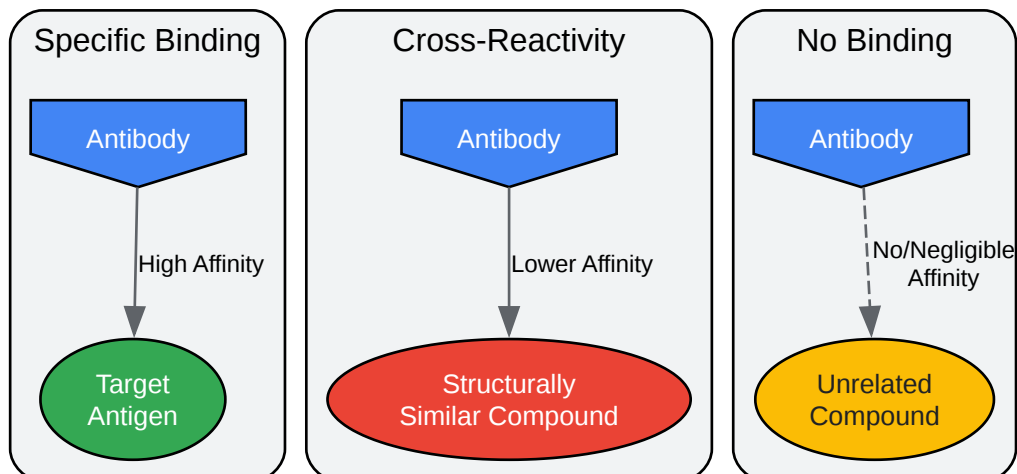 Specific Binding
Antibody
High Affinity
Target
Antigen
Cross-Reactivity
Antibody
Lower Affinity
Structurally
Similar Compound
No Binding
Antibody
No/Negligible
Affinity
Unrelated
Compound